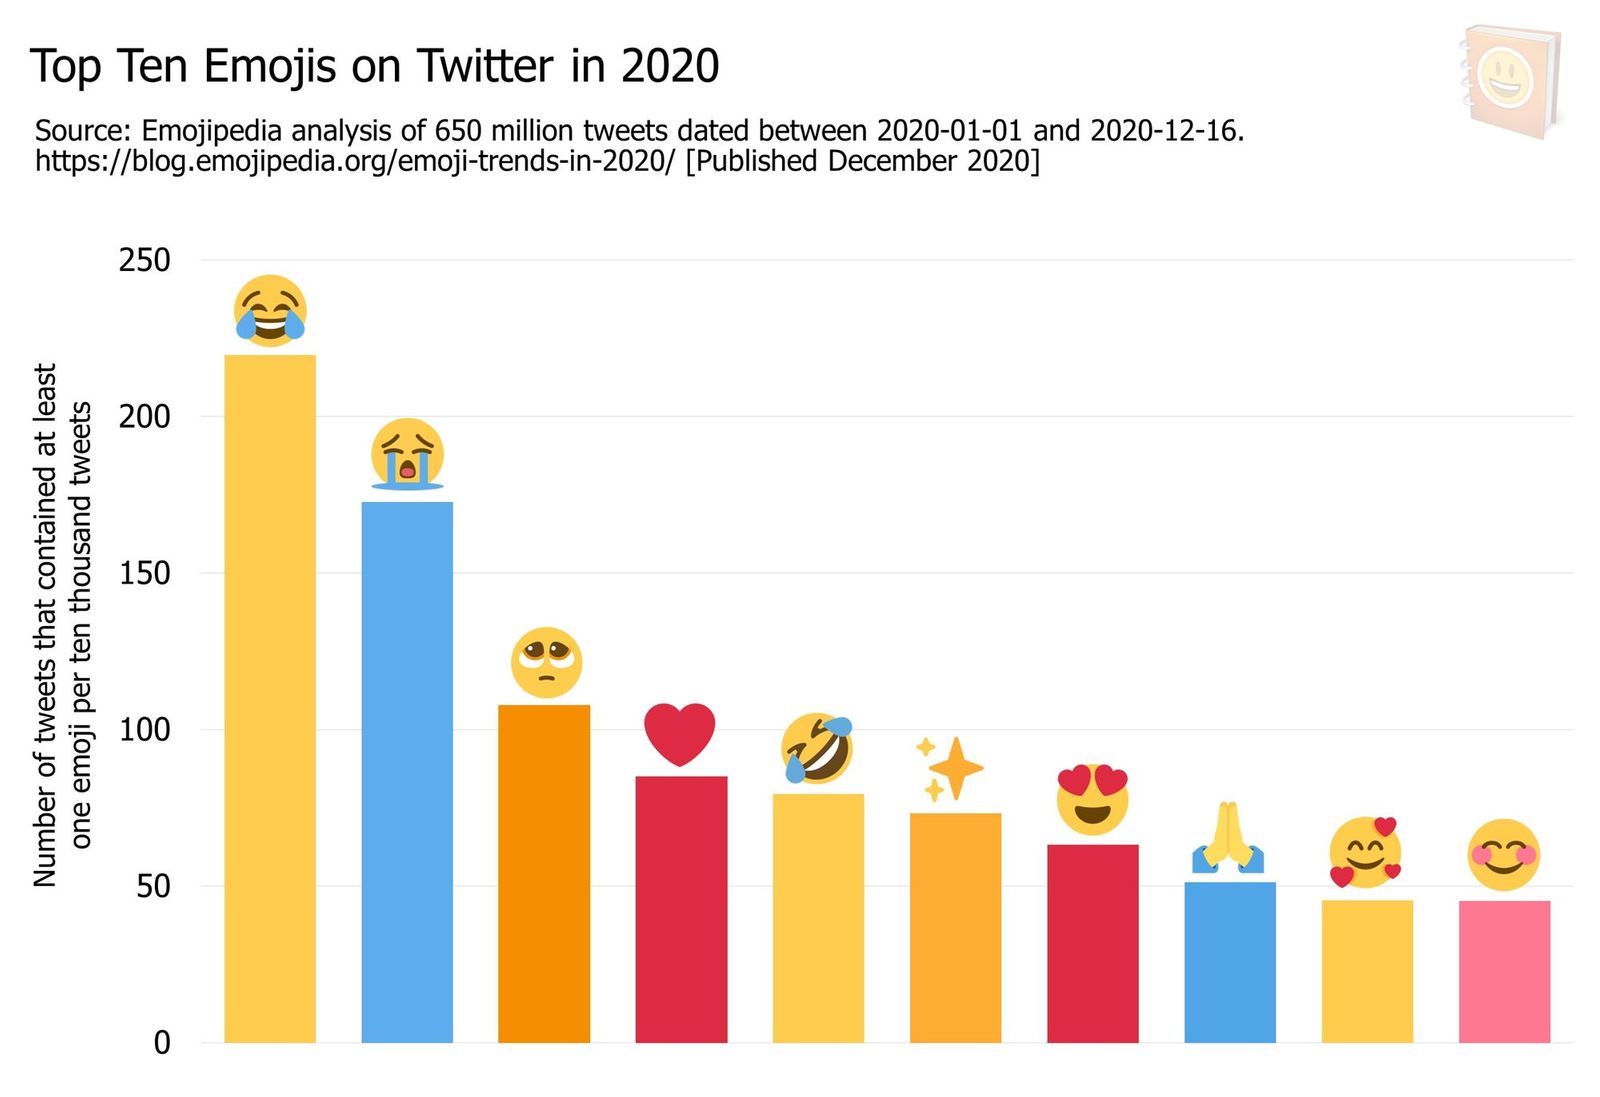 Top Ten Emojis on Twitter in 2020
Source: Emojipedia analysis of 650 million tweets dated between 2020-01-01 and 2020-12-16.
https://blog.emojipedia.org/emoji-trends-in-2020/ [Published December 2020]
Number of tweets that contained at least
one emoji per ten thousand tweets
250
200
150
100
50
0